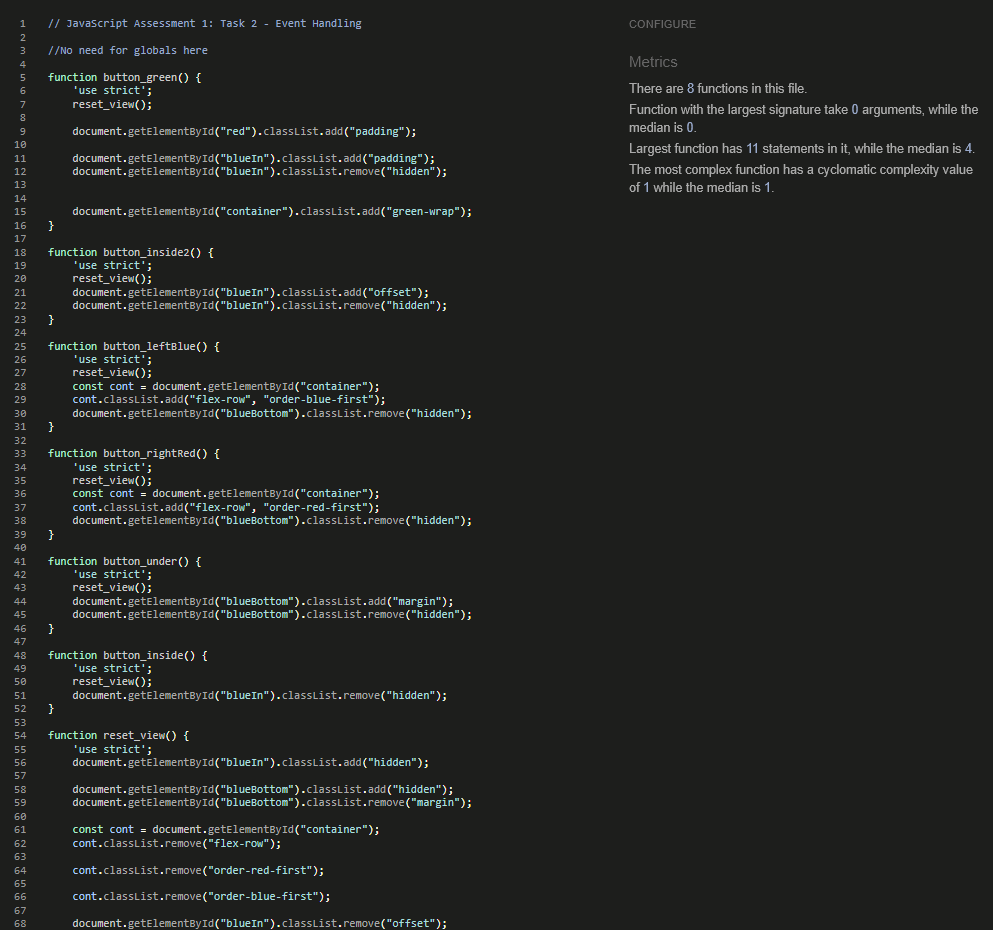 1 // JavaScript Assessment 1: Task 2 - Event Handling
2
3 //No need for globals here
4
5 function button_green() {
6 'use strict';
7 reset_view();
8
9 document.getElementById("red").classList.add("padding");
10
11 document.getElementById("blueIn").classList.add("padding");
12 document.getElementById("blueIn").classList.remove("hidden");
13
14
15 document.getElementById("container").classList.add("green-wrap");
16 }
17
18 function button_inside2() {
19 'use strict';
20 reset_view();
21 document.getElementById("blueIn").classList.add("offset");
22 document.getElementById("blueIn").classList.remove("hidden");
23 }
24
25 function button_leftBlue() {
26 'use strict';
27 reset_view();
28 const cont = document.getElementById("container");
29 cont.classList.add("flex-row", "order-blue-first");
30 document.getElementById("blueBottom").classList.remove("hidden");
31 }
32
33 function button_rightRed() {
34 'use strict';
35 reset_view();
36 const cont = document.getElementById("container");
37 cont.classList.add("flex-row", "order-red-first");
38 document.getElementById("blueBottom").classList.remove("hidden");
39 }
40
41 function button_under() {
42 'use strict';
43 reset_view();
44 document.getElementById("blueBottom").classList.add("margin");
45 document.getElementById("blueBottom").classList.remove("hidden");
46 }
47
48 function button_inside() {
49 'use strict';
50 reset_view();
51 document.getElementById("blueIn").classList.remove("hidden");
52 }
53
54 function reset_view() {
55 'use strict';
56 document.getElementById("blueIn").classList.add("hidden");
57
58 document.getElementById("blueBottom").classList.add("hidden");
59 document.getElementById("blueBottom").classList.remove("margin");
60
61 const cont = document.getElementById("container");
62 cont.classList.remove("flex-row");
63
64 cont.classList.remove("order-red-first");
65
66 cont.classList.remove("order-blue-first");
67
68 document.getElementById("blueIn").classList.remove("offset");
CONFIGURE
Metrics
There are 8 functions in this file.
Function with the largest signature take 0 arguments, while the
median is 0.
Largest function has 11 statements in it, while the median is 4.
The most complex function has a cyclomatic complexity value
of 1 while the median is 1.